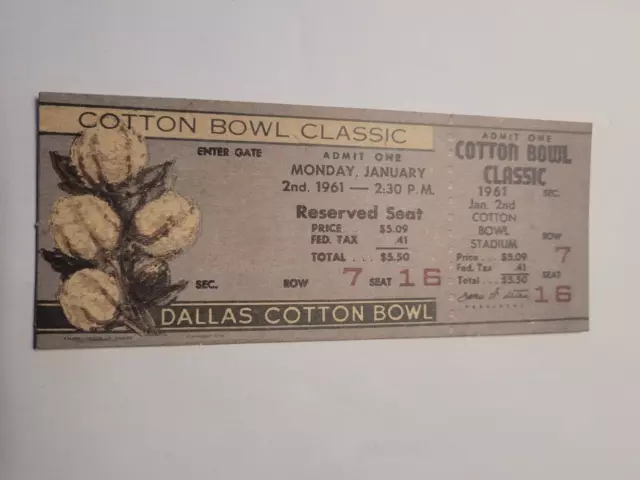 COTTON BOWL CLASSIC
ENTER GATE
ADMIT ONE
MONDAY, JANUARY
2nd. 1961 — 2:30 P.M.
Reserved Seat
PRICE $5.09
FED. TAX .41
TOTAL ... $5.50
SEC. ROW 7 SEAT 16
DALLAS COTTON BOWL
ADMIT ONE
COTTON BOWL
CLASSIC
1961 SEC.
Jan. 2nd
COTTON
BOWL
STADIUM
ROW
7
Price ... $5.09
Fed. Tax .41
Total ... $5.50
SEAT
16
PRESIDENT